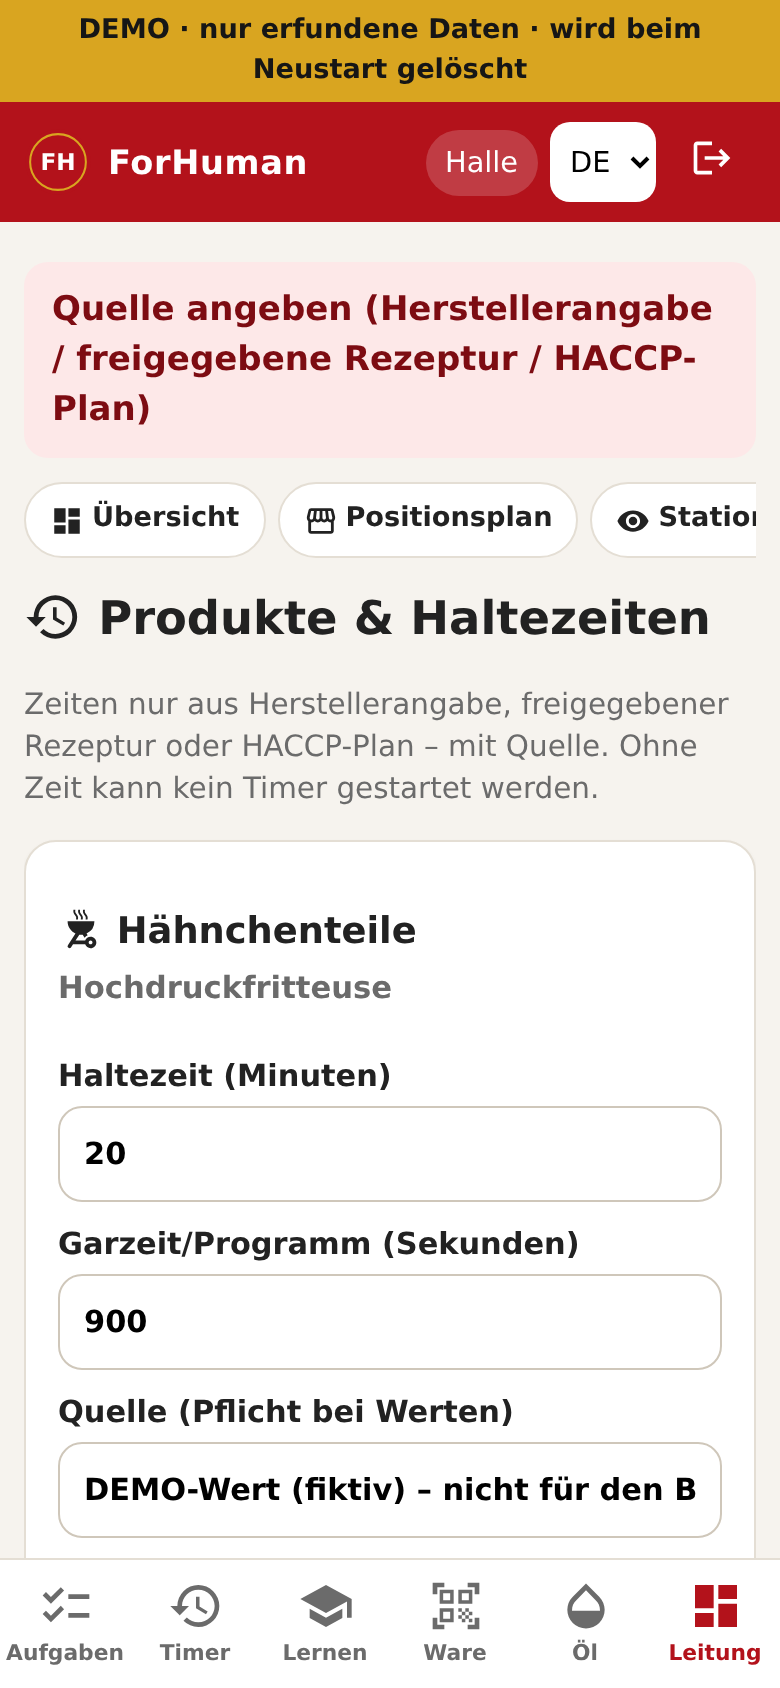 DEMO · nur erfundene Daten · wird beim
Neustart gelöscht
FH ForHuman Halle DE
Quelle angeben (Herstellerangabe
/ freigegebene Rezeptur / HACCP-
Plan)
Übersicht Positionsplan Station
Produkte & Haltezeiten
Zeiten nur aus Herstellerangabe, freigegebener
Rezeptur oder HACCP-Plan – mit Quelle. Ohne
Zeit kann kein Timer gestartet werden.
Hähnchenteile
Hochdruckfritteuse
Haltezeit (Minuten)
20
Garzeit/Programm (Sekunden)
900
Quelle (Pflicht bei Werten)
DEMO-Wert (fiktiv) – nicht für den B
Aufgaben Timer Lernen Ware Öl Leitung